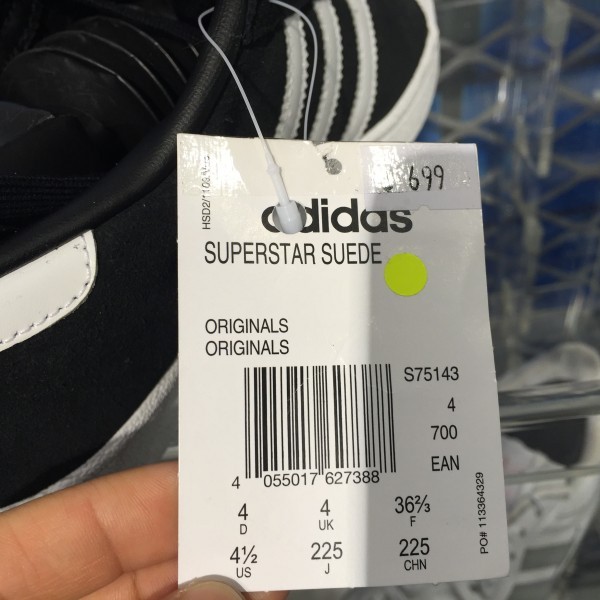 699
adidas
SUPERSTAR SUEDE
ORIGINALS
ORIGINALS
S75143
4
700
EAN
4 055017 627388
4 4 36⅔
D UK F
4½ 225 225
US J CHN
PO# 113364329